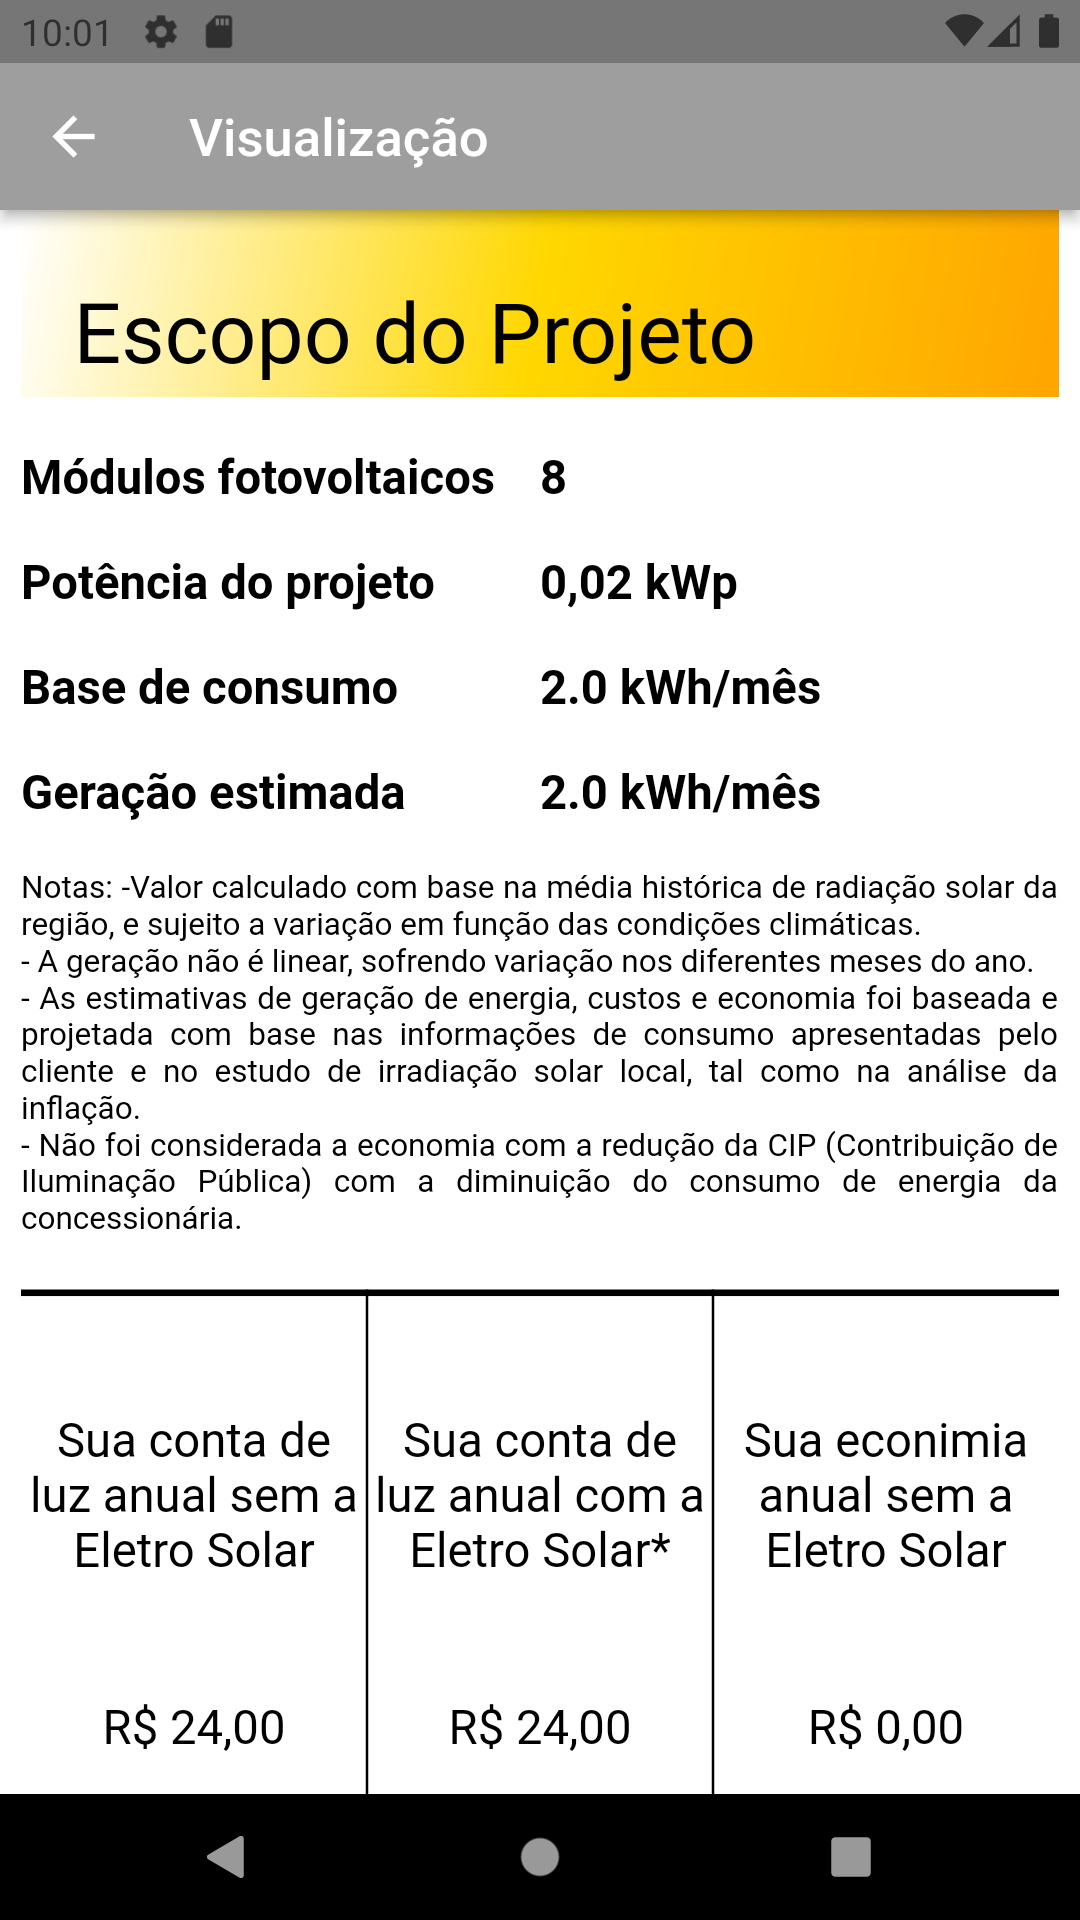 10:01
Visualização
Escopo do Projeto
Módulos fotovoltaicos 8
Potência do projeto 0,02 kWp
Base de consumo 2.0 kWh/mês
Geração estimada 2.0 kWh/mês
Notas: -Valor calculado com base na média histórica de radiação solar da
região, e sujeito a variação em função das condições climáticas.
- A geração não é linear, sofrendo variação nos diferentes meses do ano.
- As estimativas de geração de energia, custos e economia foi baseada e
projetada com base nas informações de consumo apresentadas pelo
cliente e no estudo de irradiação solar local, tal como na análise da
inflação.
- Não foi considerada a economia com a redução da CIP (Contribuição de
Iluminação Pública) com a diminuição do consumo de energia da
concessionária.
Sua conta de
luz anual sem a
Eletro Solar
R$ 24,00
Sua conta de
luz anual com a
Eletro Solar*
R$ 24,00
Sua econimia
anual sem a
Eletro Solar
R$ 0,00